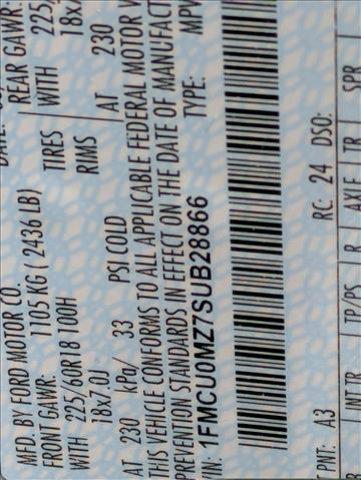 MFD. BY FORD MOTOR CO.
FRONT GAWR: REAR GAWR:
1105 KG ( 2436 LB)
WITH 225/60R18 100H TIRES WITH 225
18x7.0J RIMS 18x
AT 230 kPa/ 33 PSI COLD AT 230
THIS VEHICLE CONFORMS TO ALL APPLICABLE FEDERAL MOTOR V
PREVENTION STANDARDS IN EFFECT ON THE DATE OF MANUFACT
VIN: 1FMCU0MZ7SUB28866 TYPE: MPV
PNT: A3 RC: 24 DSO:
INT TR TP/PS R AXLE TR SPR